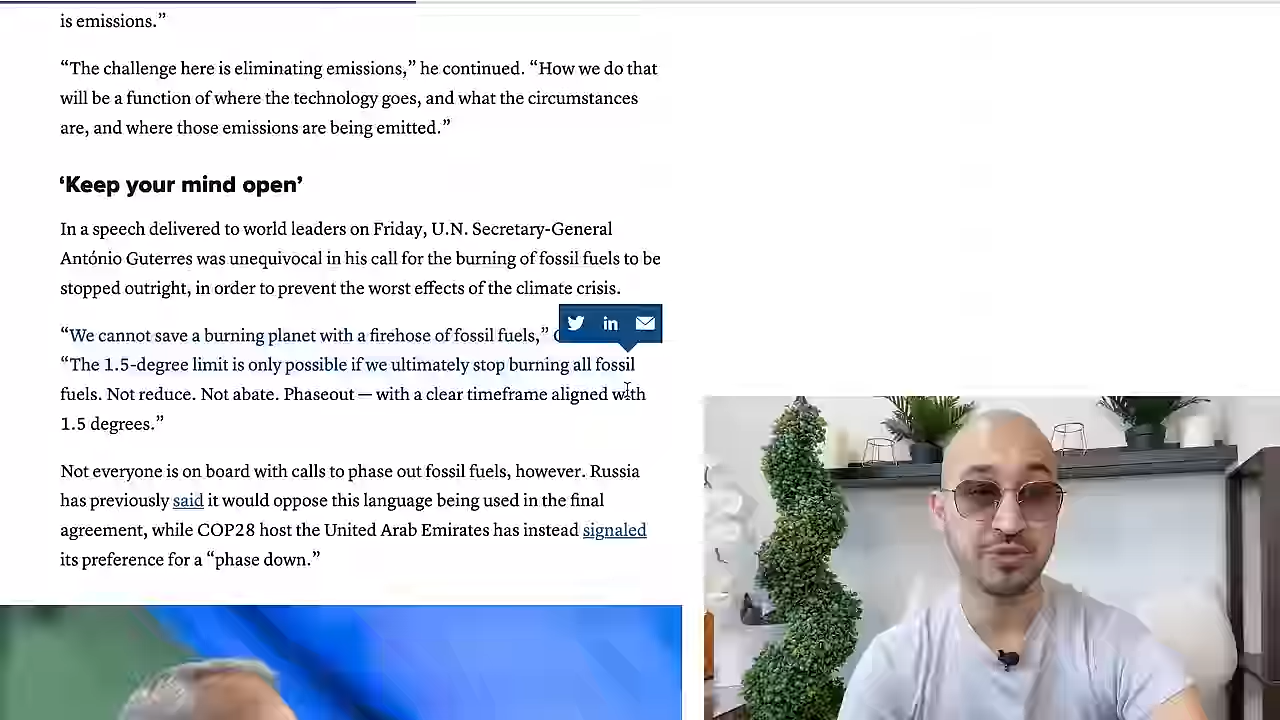 is emissions.”
“The challenge here is eliminating emissions,” he continued. “How we do that
will be a function of where the technology goes, and what the circumstances
are, and where those emissions are being emitted.”
‘Keep your mind open’
In a speech delivered to world leaders on Friday, U.N. Secretary-General
António Guterres was unequivocal in his call for the burning of fossil fuels to be
stopped outright, in order to prevent the worst effects of the climate crisis.
“We cannot save a burning planet with a firehose of fossil fuels,”
“The 1.5-degree limit is only possible if we ultimately stop burning all fossil
fuels. Not reduce. Not abate. Phaseout — with a clear timeframe aligned with
1.5 degrees.”
Not everyone is on board with calls to phase out fossil fuels, however. Russia
has previously said it would oppose this language being used in the final
agreement, while COP28 host the United Arab Emirates has instead signaled
its preference for a “phase down.”